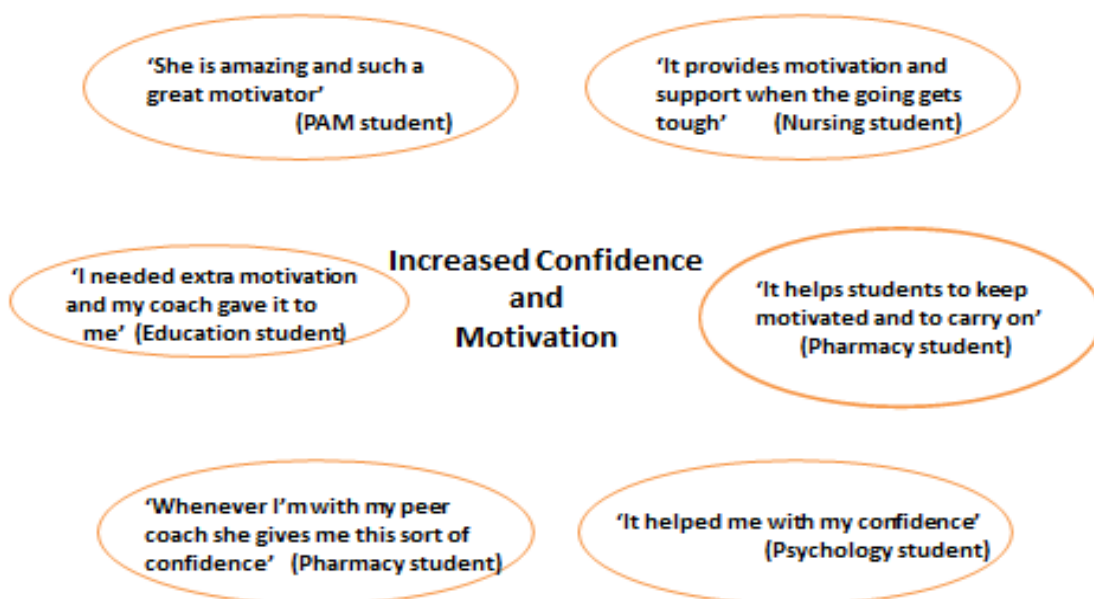 ‘She is amazing and such a
great motivator’
(PAM student)
‘It provides motivation and
support when the going gets
tough’ (Nursing student)
‘I needed extra motivation
and my coach gave it to
me’ (Education student)
Increased Confidence
and
Motivation
‘It helps students to keep
motivated and to carry on’
(Pharmacy student)
‘Whenever I’m with my peer
coach she gives me this sort of
confidence’ (Pharmacy student)
‘It helped me with my confidence’
(Psychology student)